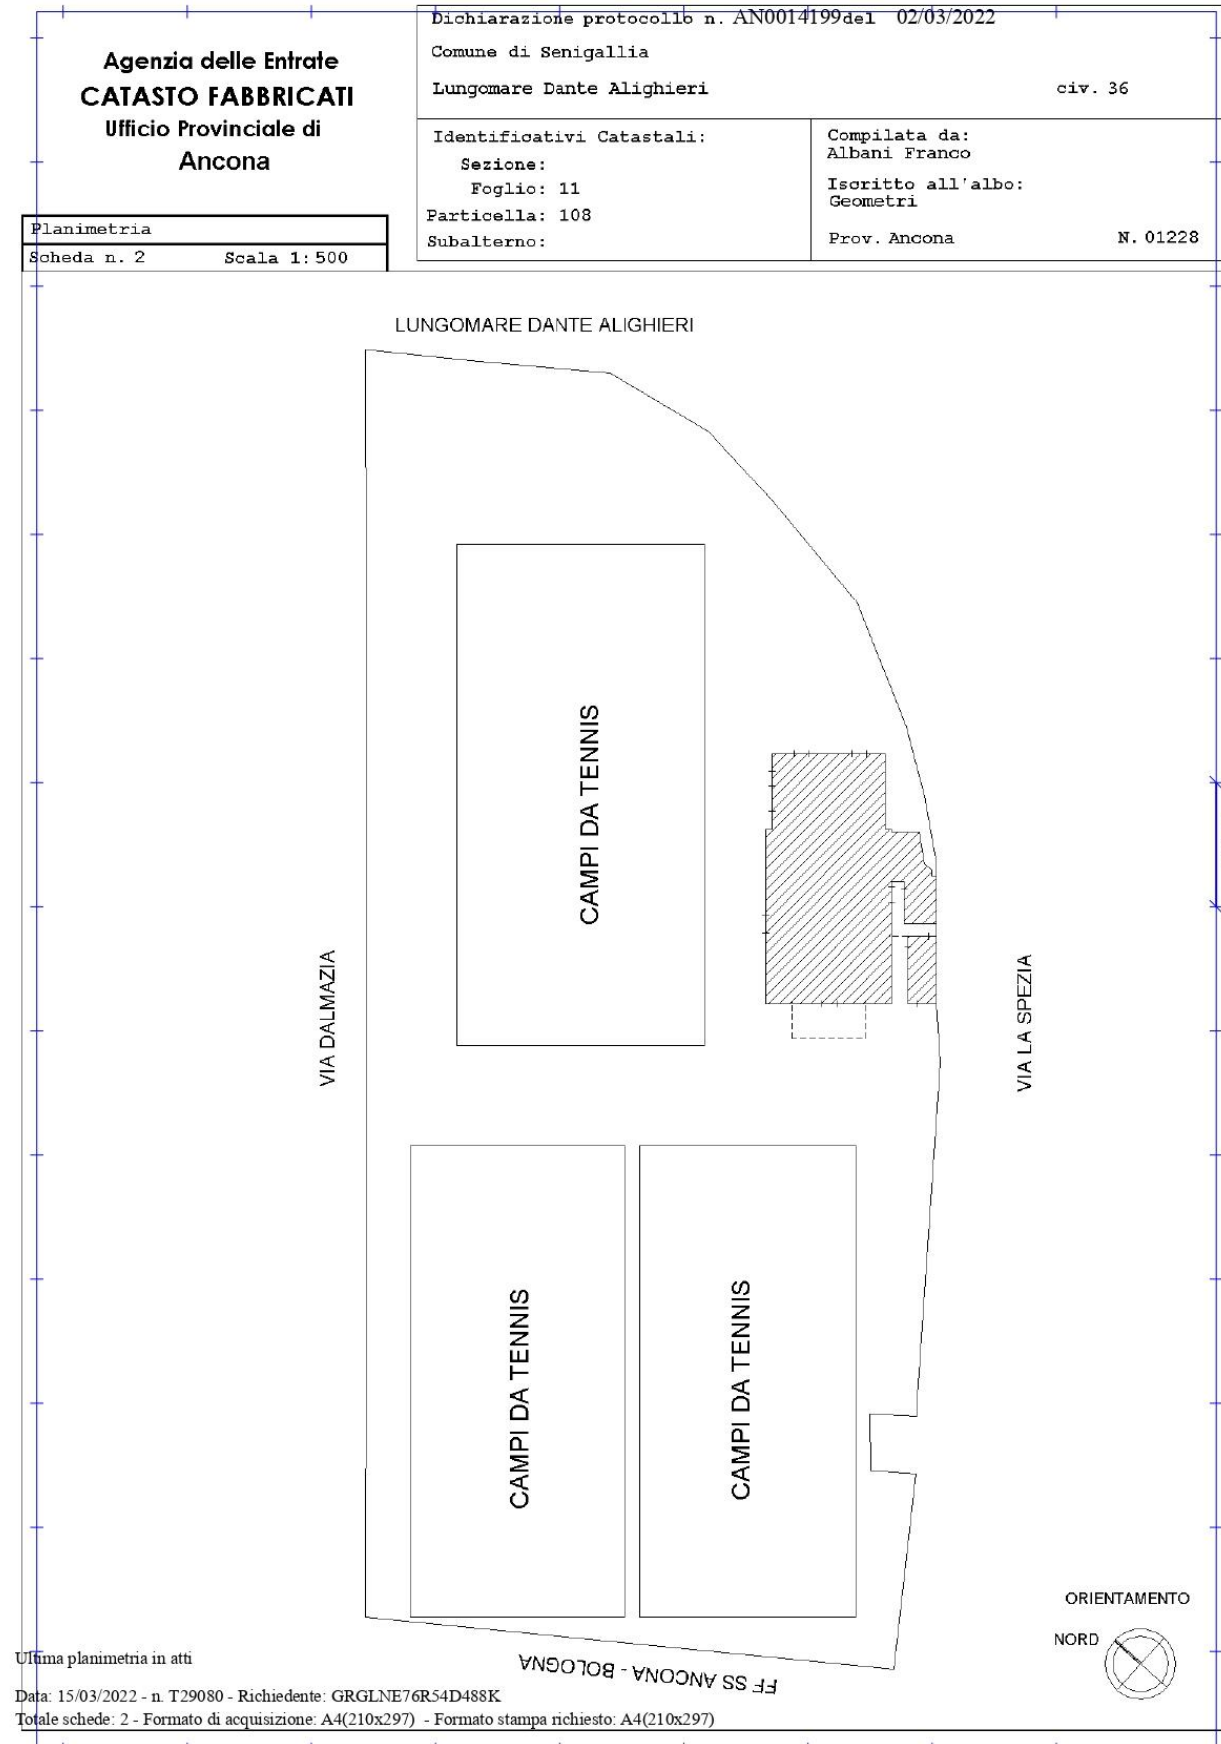 Agenzia delle Entrate
CATASTO FABBRICATI
Ufficio Provinciale di
Ancona
Planimetria
Scheda n. 2 Scala 1:500
Dichiarazione protocollo n. AN0014199del 02/03/2022
Comune di Senigallia
Lungomare Dante Alighieri civ. 36
Identificativi Catastali:
Sezione:
Foglio: 11
Particella: 108
Subalterno:
Compilata da:
Albani Franco
Iscritto all'albo:
Geometri
Prov. Ancona N. 01228
LUNGOMARE DANTE ALIGHIERI
CAMPI DA TENNIS
VIA DALMAZIA
VIA LA SPEZIA
CAMPI DA TENNIS
CAMPI DA TENNIS
ORIENTAMENTO
NORD
FF SS ANCONA - BOLOGNA
Ultima planimetria in atti
Data: 15/03/2022 - n. T29080 - Richiedente: GRGLNE76R54D488K
Totale schede: 2 - Formato di acquisizione: A4(210x297) - Formato stampa richiesto: A4(210x297)